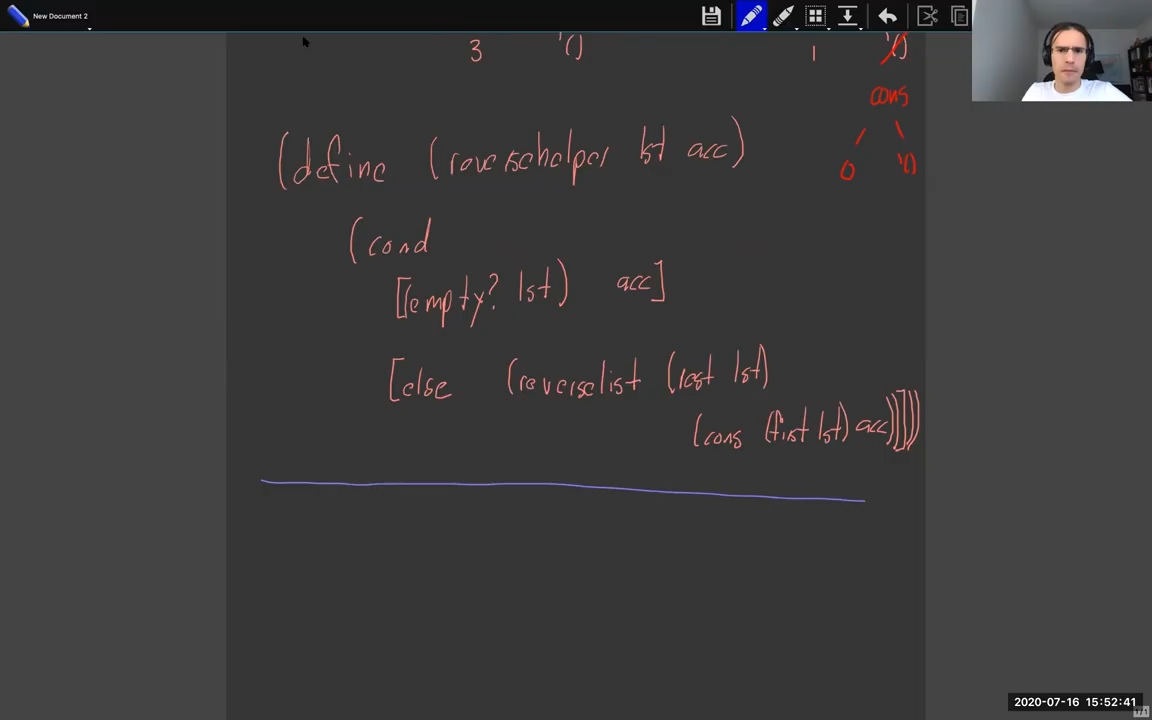 New Document 2
3 '() 1 '()
cons
0 '()
(define (reversehelper lst acc)
(cond
[(empty? lst) acc]
[else (reverselist (rest lst)
(cons (first lst) acc))]))
2020-07-16 15:52:41